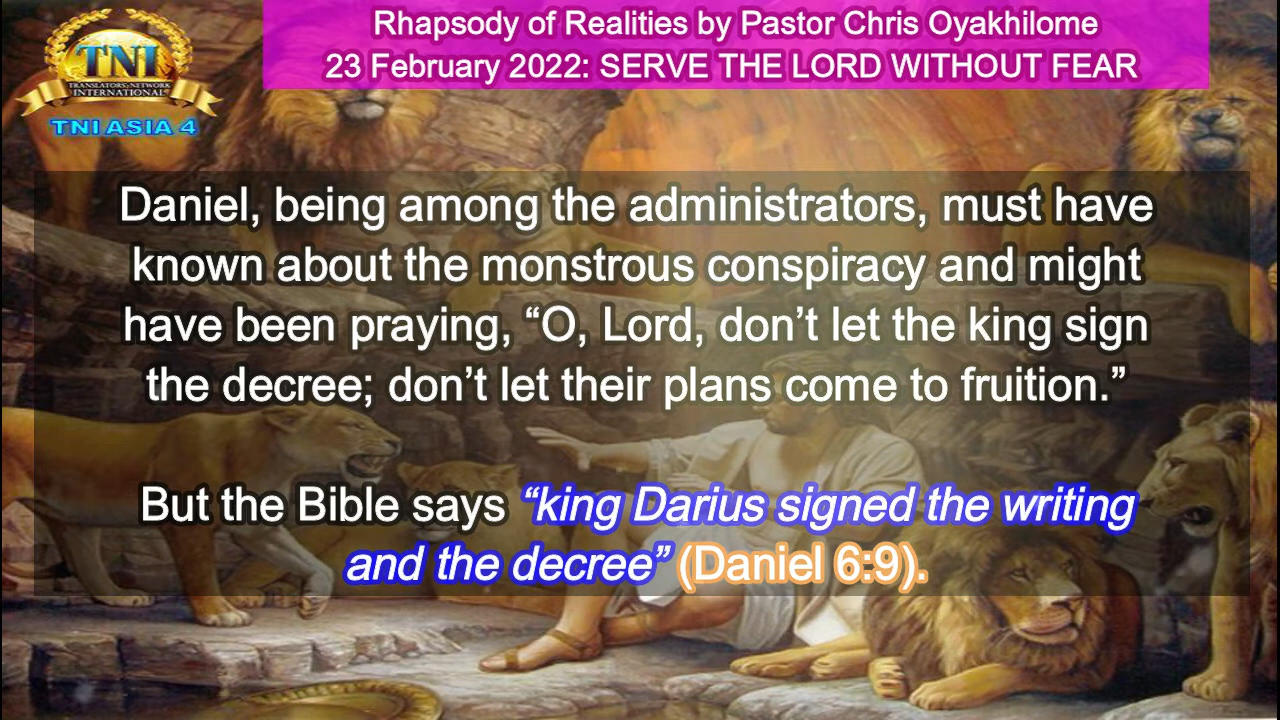 Rhapsody of Realities by Pastor Chris Oyakhilome
23 February 2022: SERVE THE LORD WITHOUT FEAR
TNI
TRANSLATORS' NETWORK
INTERNATIONAL
TNI ASIA 4
Daniel, being among the administrators, must have
known about the monstrous conspiracy and might
have been praying, “O, Lord, don’t let the king sign
the decree; don’t let their plans come to fruition.”
But the Bible says “king Darius signed the writing
and the decree” (Daniel 6:9).